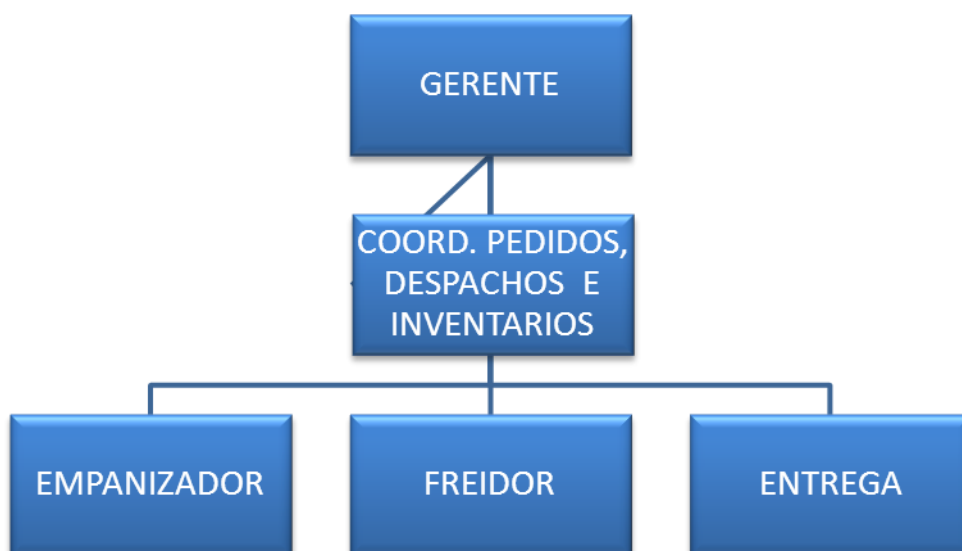 GERENTE
COORD. PEDIDOS,
DESPACHOS E
INVENTARIOS
EMPANIZADOR
FREIDOR
ENTREGA